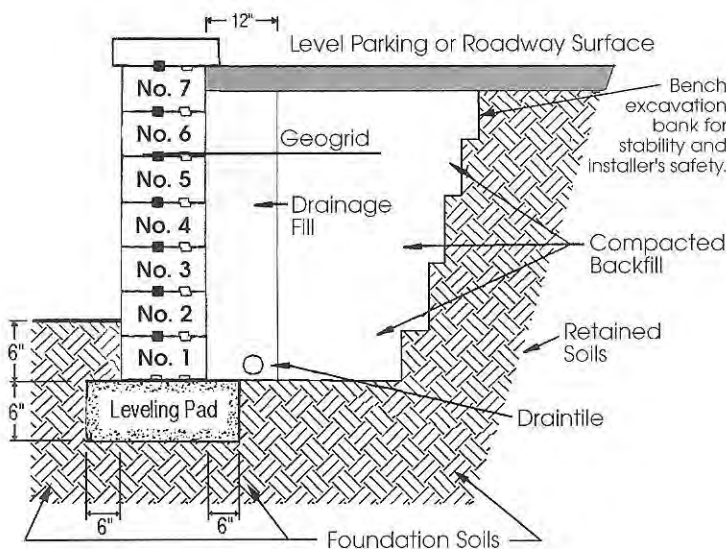 12"
Level Parking or Roadway Surface
Bench
excavation
bank for
stability and
installer's safety.
No. 7
No. 6
Geogrid
No. 5
Drainage
Fill
No. 4
Compacted
Backfill
No. 3
No. 2
6"
Retained
Soils
No. 1
6"
Leveling Pad
Draintile
6"
6"
Foundation Soils